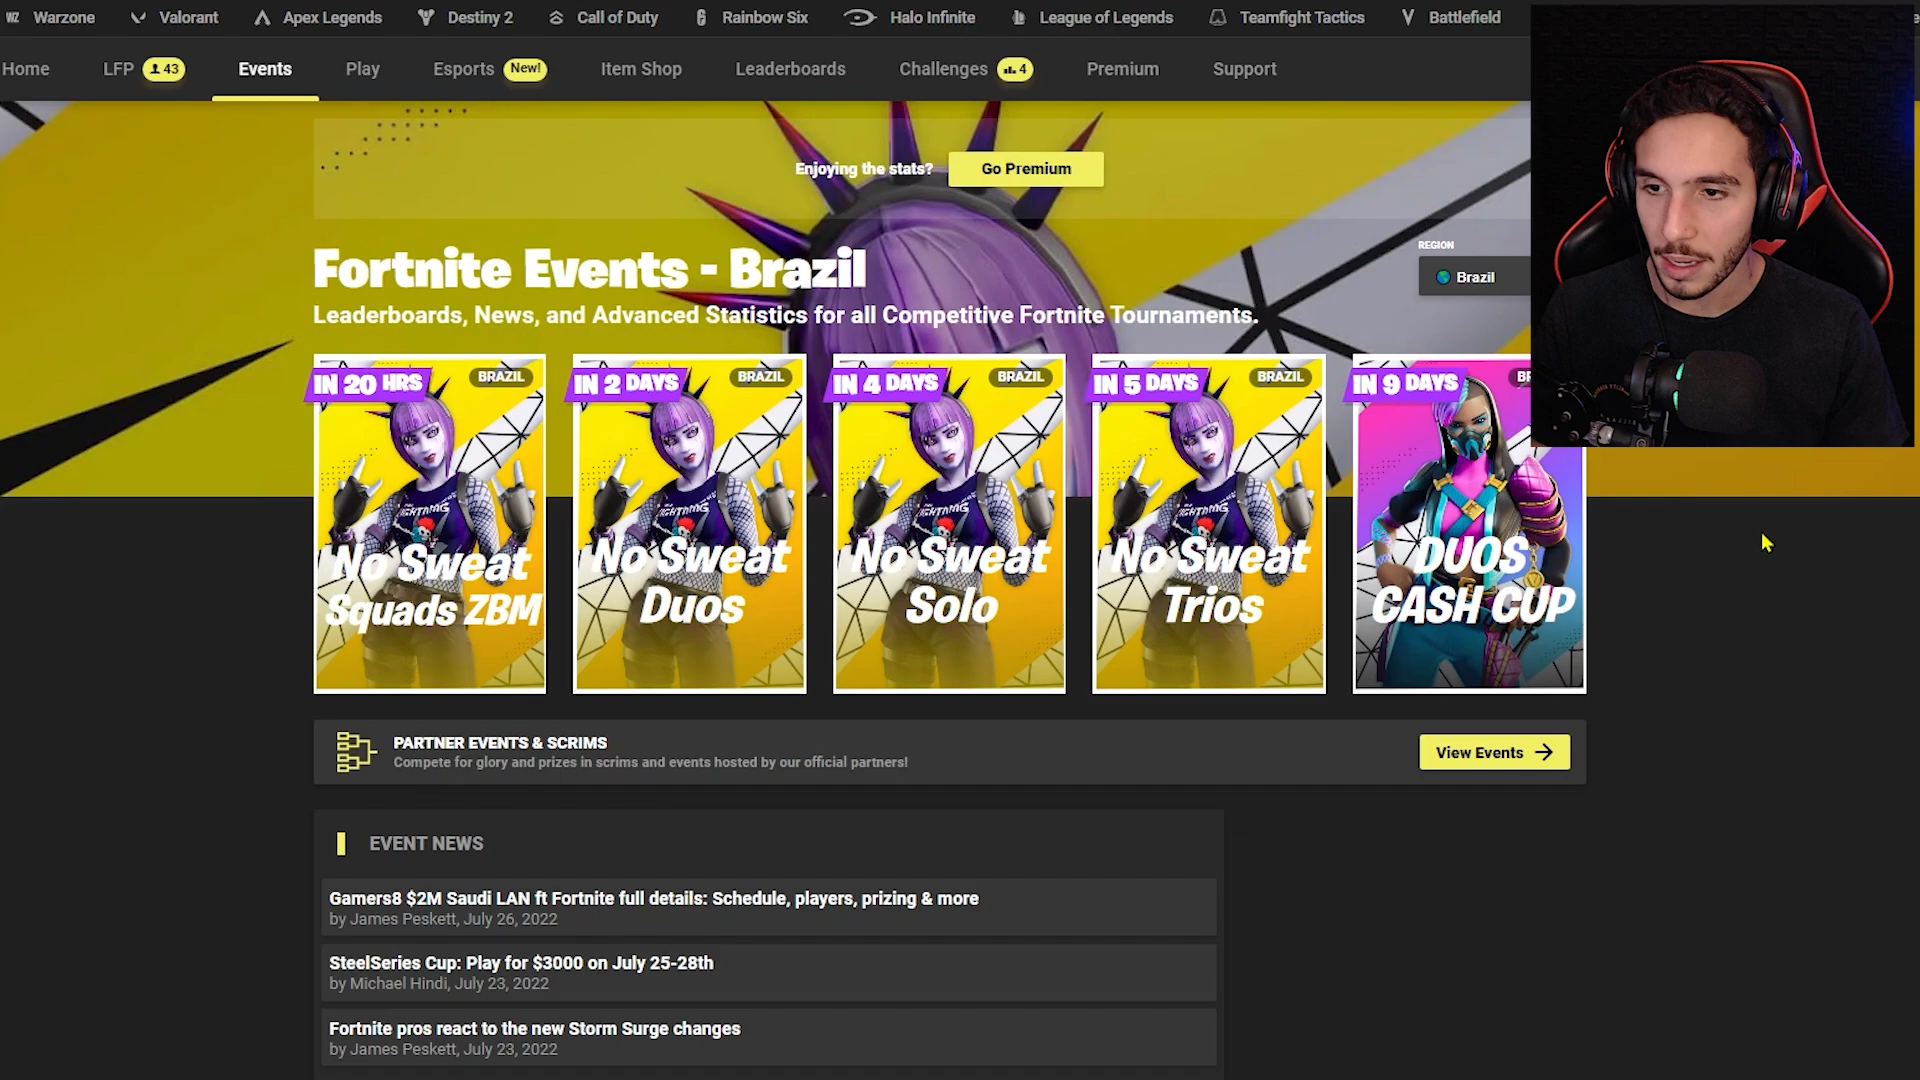 Warzone Valorant Apex Legends Destiny 2 Call of Duty Rainbow Six Halo Infinite League of Legends Teamfight Tactics Battlefield
Home LFP 43 Events Play Esports New! Item Shop Leaderboards Challenges 4 Premium Support
Enjoying the stats? Go Premium
REGION
Brazil
Fortnite Events - Brazil
Leaderboards, News, and Advanced Statistics for all Competitive Fortnite Tournaments.
IN 20 HRS BRAZIL
No Sweat
Squads ZBM
IN 2 DAYS BRAZIL
No Sweat
Duos
IN 4 DAYS BRAZIL
No Sweat
Solo
IN 5 DAYS BRAZIL
No Sweat
Trios
IN 9 DAYS
DUOS
CASH CUP
PARTNER EVENTS & SCRIMS
Compete for glory and prizes in scrims and events hosted by our official partners!
View Events
EVENT NEWS
Gamers8 $2M Saudi LAN ft Fortnite full details: Schedule, players, prizing & more
by James Peskett, July 26, 2022
SteelSeries Cup: Play for $3000 on July 25-28th
by Michael Hindi, July 23, 2022
Fortnite pros react to the new Storm Surge changes
by James Peskett, July 23, 2022